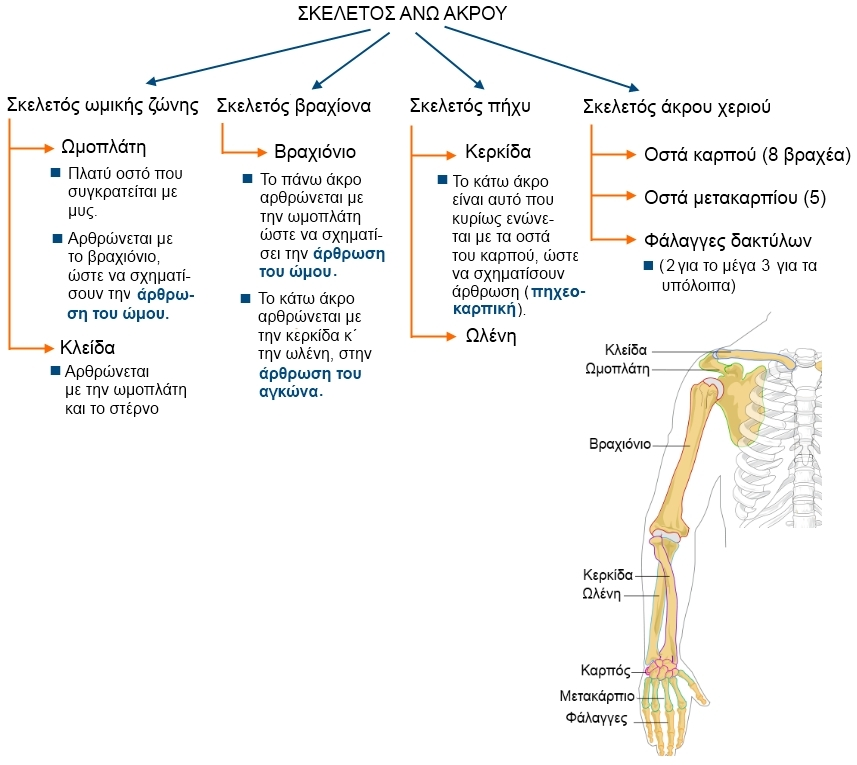 ΣΚΕΛΕΤΟΣ ΑΝΩ ΑΚΡΟΥ
Σκελετός ωμικής ζώνης
Ωμοπλάτη
Πλατύ οστό που
συγκρατείται με
μυς.
Αρθρώνεται με
το βραχιόνιο,
ώστε να σχηματί-
σουν την άρθρω-
ση του ώμου.
Κλείδα
Αρθρώνεται
με την ωμοπλάτη
και το στέρνο
Σκελετός βραχίονα
Βραχιόνιο
Το πάνω άκρο
αρθρώνεται με
την ωμοπλάτη
ώστε να σχηματί-
σει την άρθρωση
του ώμου.
Το κάτω άκρο
αρθρώνεται με
την κερκίδα κ΄
την ωλένη, στην
άρθρωση του
αγκώνα.
Σκελετός πήχυ
Κερκίδα
Το κάτω άκρο
είναι αυτό που
κυρίως ενώνε-
ται με τα οστά
του καρπού, ώστε
να σχηματίσουν
άρθρωση (πηχεο-
καρπική).
Ωλένη
Σκελετός άκρου χεριού
Οστά καρπού (8 βραχέα)
Οστά μετακαρπίου (5)
Φάλαγγες δακτύλων
(2 για το μέγα 3 για τα
υπόλοιπα)
Κλείδα
Ωμοπλάτη
Βραχιόνιο
Κερκίδα
Ωλένη
Καρπός
Μετακάρπιο
Φάλαγγες